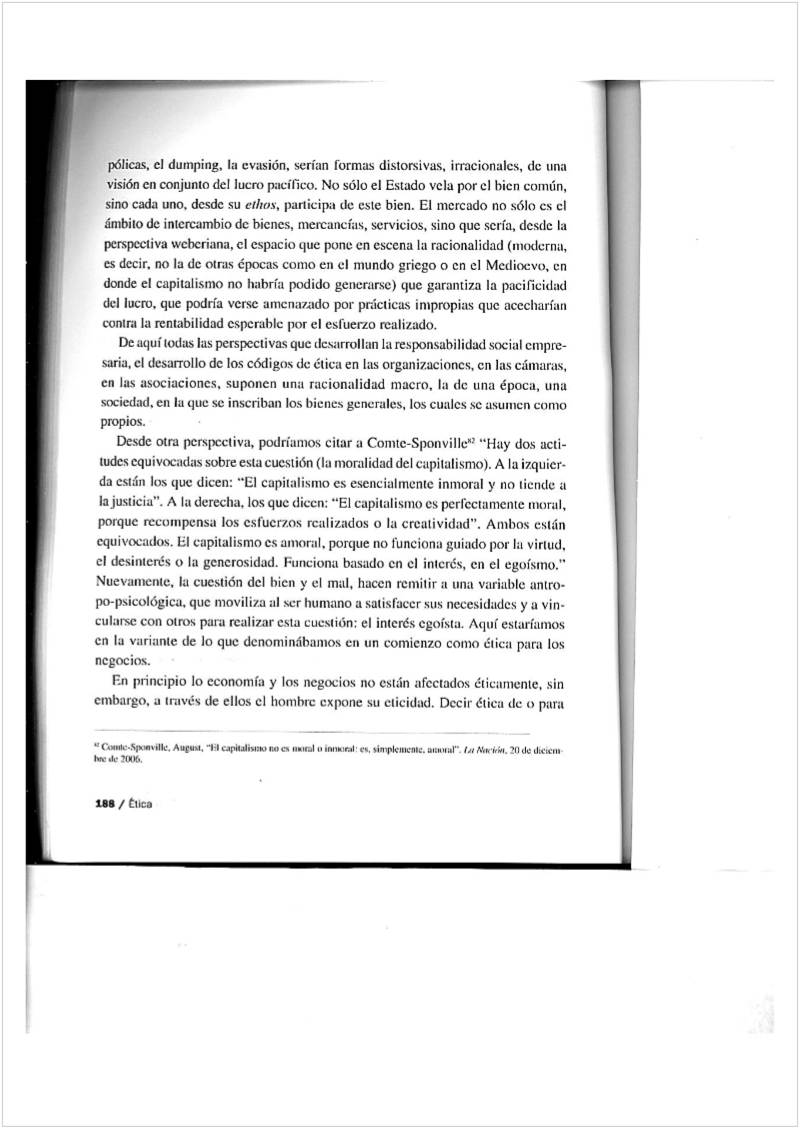 pólicas, el dumping, la evasión, serían formas distorsivas, irracionales, de una
visión en conjunto del lucro pacífico. No sólo el Estado vela por el bien común,
sino cada uno, desde su ethos, participa de este bien. El mercado no sólo es el
ámbito de intercambio de bienes, mercancías, servicios, sino que sería, desde la
perspectiva weberiana, el espacio que pone en escena la racionalidad (moderna,
es decir, no la de otras épocas como en el mundo griego o en el Medioevo, en
donde el capitalismo no habría podido generarse) que garantiza la pacificidad
del lucro, que podría verse amenazado por prácticas impropias que acecharían
contra la rentabilidad esperable por el esfuerzo realizado.
De aquí todas las perspectivas que desarrollan la responsabilidad social empre-
saria, el desarrollo de los códigos de ética en las organizaciones, en las cámaras,
en las asociaciones, suponen una racionalidad macro, la de una época, una
sociedad, en la que se inscriban los bienes generales, los cuales se asumen como
propios.
Desde otra perspectiva, podríamos citar a Comte-Sponville⁸² “Hay dos acti-
tudes equivocadas sobre esta cuestión (la moralidad del capitalismo). A la izquier-
da están los que dicen: “El capitalismo es esencialmente inmoral y no tiende a
la justicia”. A la derecha, los que dicen: “El capitalismo es perfectamente moral,
porque recompensa los esfuerzos realizados o la creatividad”. Ambos están
equivocados. El capitalismo es amoral, porque no funciona guiado por la virtud,
el desinterés o la generosidad. Funciona basado en el interés, en el egoísmo.”
Nuevamente, la cuestión del bien y el mal, hacen remitir a una variable antro-
po-psicológica, que moviliza al ser humano a satisfacer sus necesidades y a vin-
cularse con otros para realizar esta cuestión: el interés egoísta. Aquí estaríamos
en la variante de lo que denominábamos en un comienzo como ética para los
negocios.
En principio lo economía y los negocios no están afectados éticamente, sin
embargo, a través de ellos el hombre expone su eticidad. Decir ética de o para
⁸² Comte-Sponville, August, “El capitalismo no es moral o inmoral: es, simplemente, amoral”. La Nación, 20 de diciem-
bre de 2006.
188 / Ética